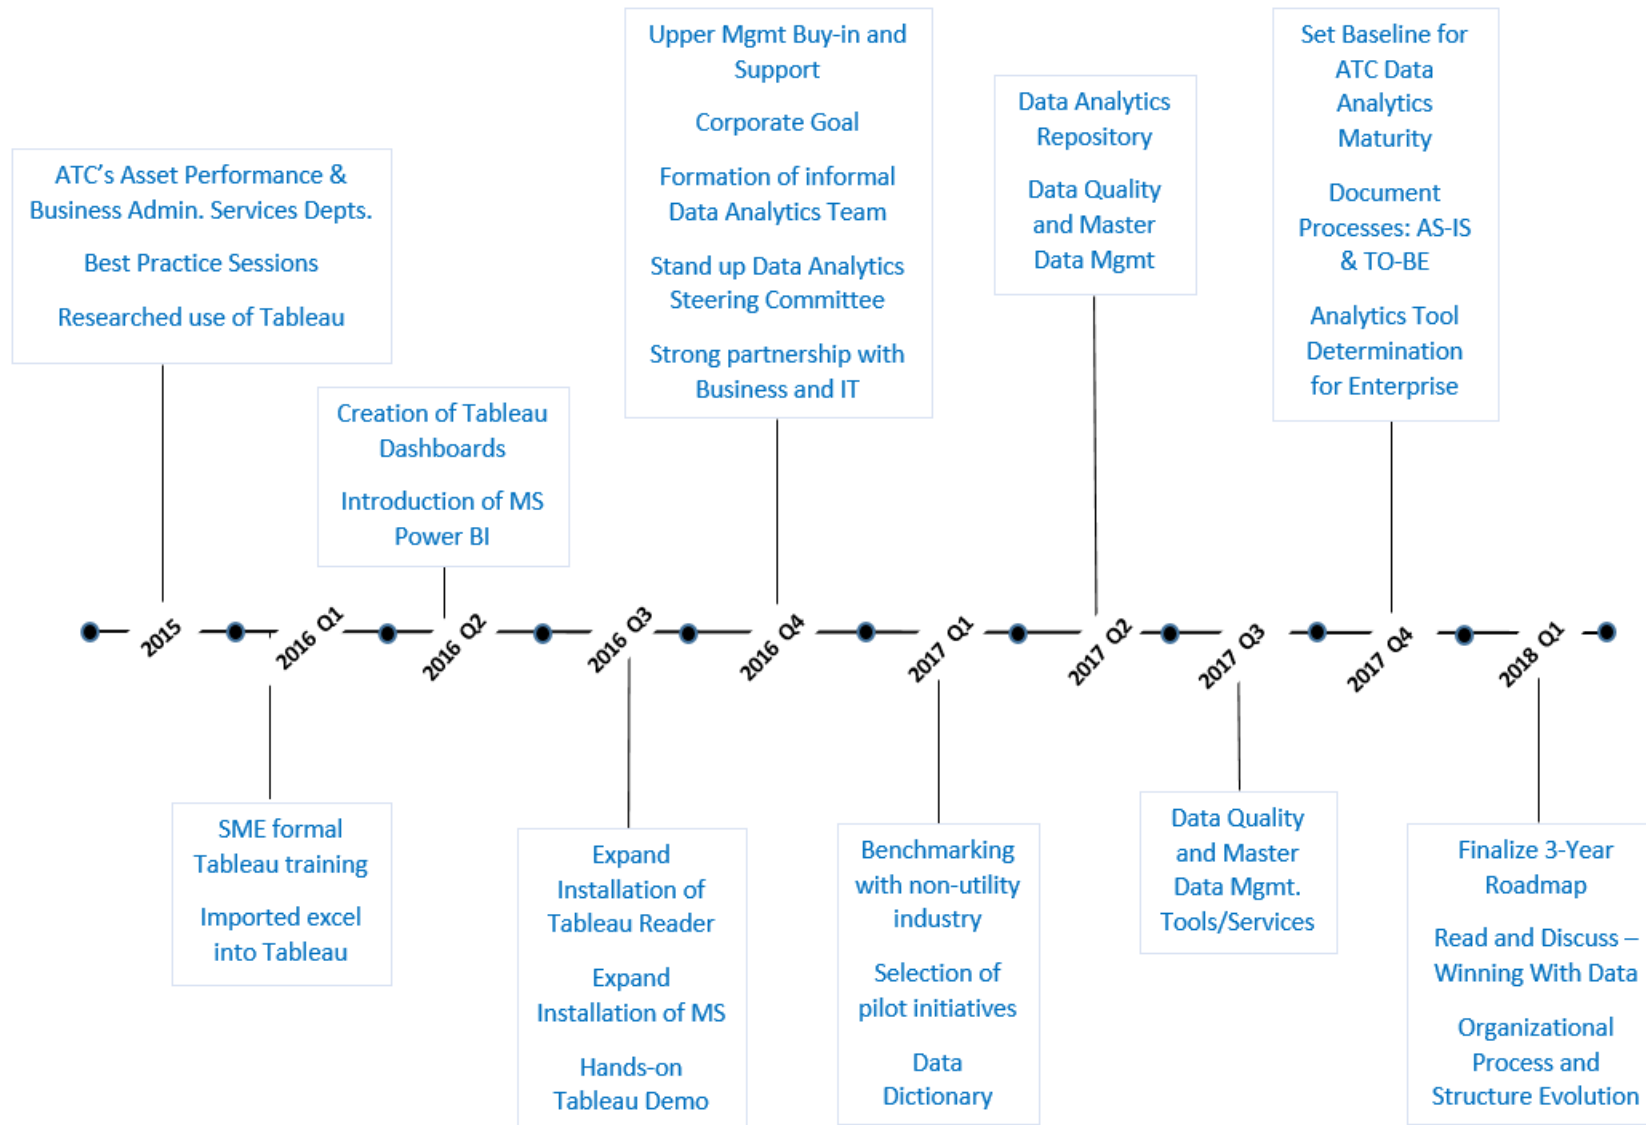 ATC's Asset Performance &
Business Admin. Services Depts.
Best Practice Sessions
Researched use of Tableau
Creation of Tableau
Dashboards
Introduction of MS
Power BI
Upper Mgmt Buy-in and
Support
Corporate Goal
Formation of informal
Data Analytics Team
Stand up Data Analytics
Steering Committee
Strong partnership with
Business and IT
Data Analytics
Repository
Data Quality
and Master
Data Mgmt
Set Baseline for
ATC Data
Analytics
Maturity
Document
Processes: AS-IS
& TO-BE
Analytics Tool
Determination
for Enterprise
2015
2016 Q1
2016 Q2
2016 Q3
2016 Q4
2017 Q1
2017 Q2
2017 Q3
2017 Q4
2018 Q1
SME formal
Tableau training
Imported excel
into Tableau
Expand
Installation of
Tableau Reader
Expand
Installation of MS
Hands-on
Tableau Demo
Benchmarking
with non-utility
industry
Selection of
pilot initiatives
Data
Dictionary
Data Quality
and Master
Data Mgmt.
Tools/Services
Finalize 3-Year
Roadmap
Read and Discuss –
Winning With Data
Organizational
Process and
Structure Evolution